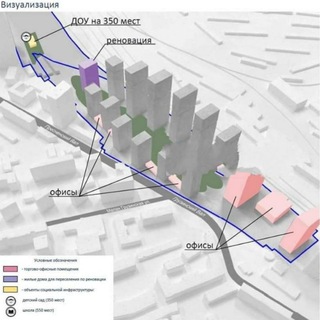 Визуализация
ДОУ на 350 мест
реновация
офисы
офисы
Условные обозначения
- торгово-офисные помещения
- жилые дома для переселения по реновации
- объекты социальной инфраструктуры
детский сад (350 мест)
школа (550 мест)